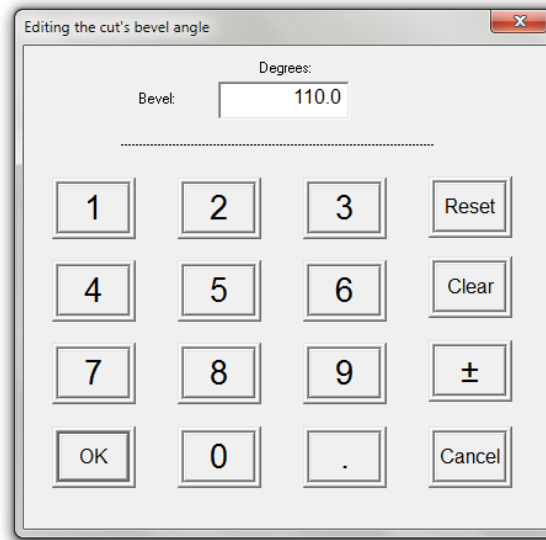 Editing the cut's bevel angle
Degrees:
Bevel: 110.0
1 2 3 Reset
4 5 6 Clear
7 8 9 ±
OK 0 . Cancel